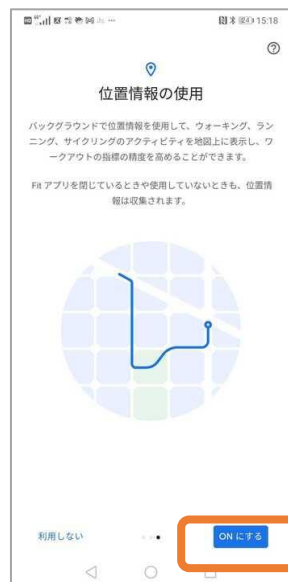 15:18
位置情報の使用
バックグラウンドで位置情報を使用して、ウォーキング、ラン
ニング、サイクリングのアクティビティを地図上に表示し、ワ
ークアウトの指標の精度を高めることができます。
Fit アプリを閉じているときや使用していないときも、位置情
報は収集されます。
利用しない
ON にする